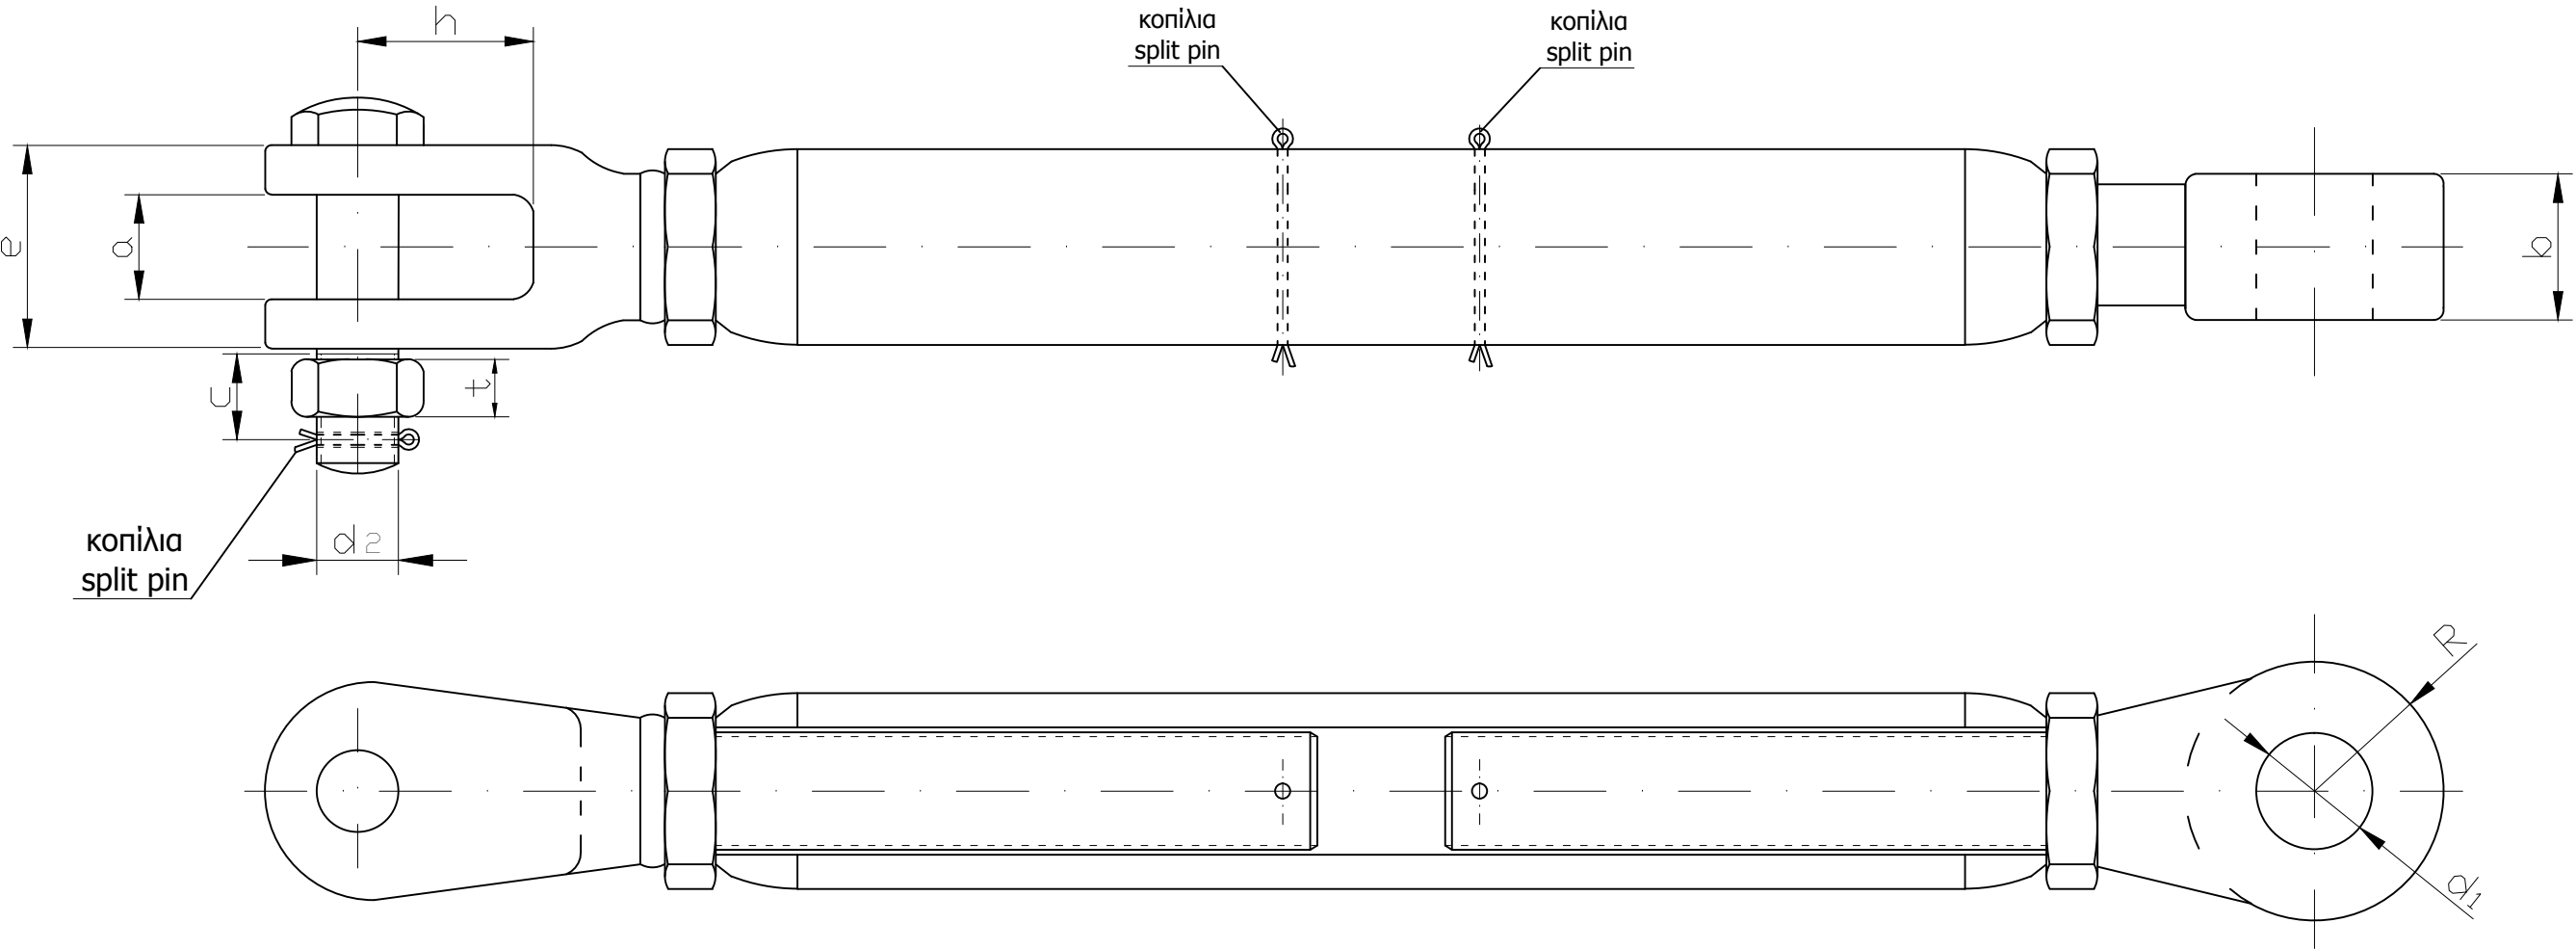 h
κοπίλια
split pin
κοπίλια
split pin
e
a
b
c
t
d2
κοπίλια
split pin
R
d1